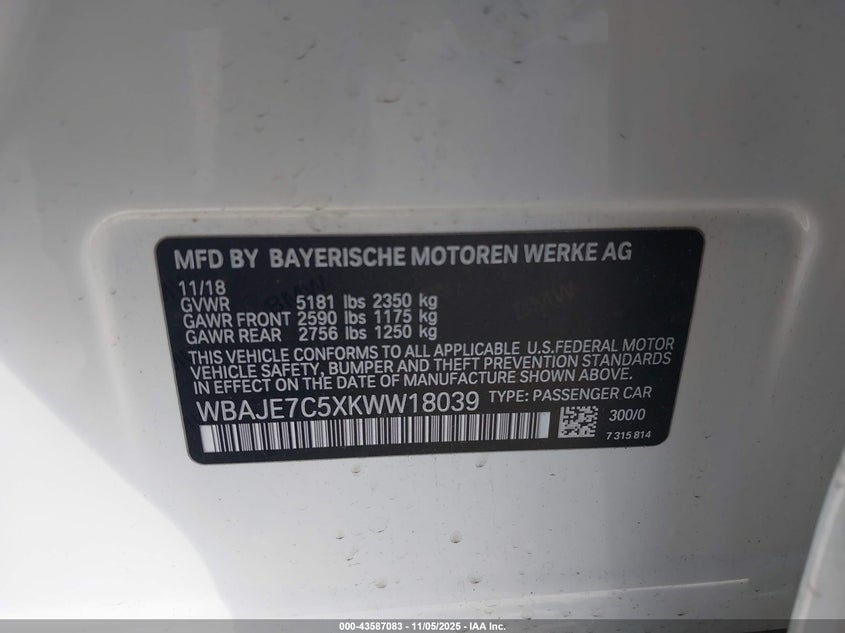 MFD BY BAYERISCHE MOTOREN WERKE AG
11/18
GVWR 5181 lbs 2350 kg
GAWR FRONT 2590 lbs 1175 kg
GAWR REAR 2756 lbs 1250 kg
THIS VEHICLE CONFORMS TO ALL APPLICABLE U.S.FEDERAL MOTOR
VEHICLE SAFETY, BUMPER AND THEFT PREVENTION STANDARDS
IN EFFECT ON THE DATE OF MANUFACTURE SHOWN ABOVE.
WBAJE7C5XKWW18039 TYPE: PASSENGER CAR
300/0
7 315 814
000-43587083 - 11/05/2025 - IAA Inc.